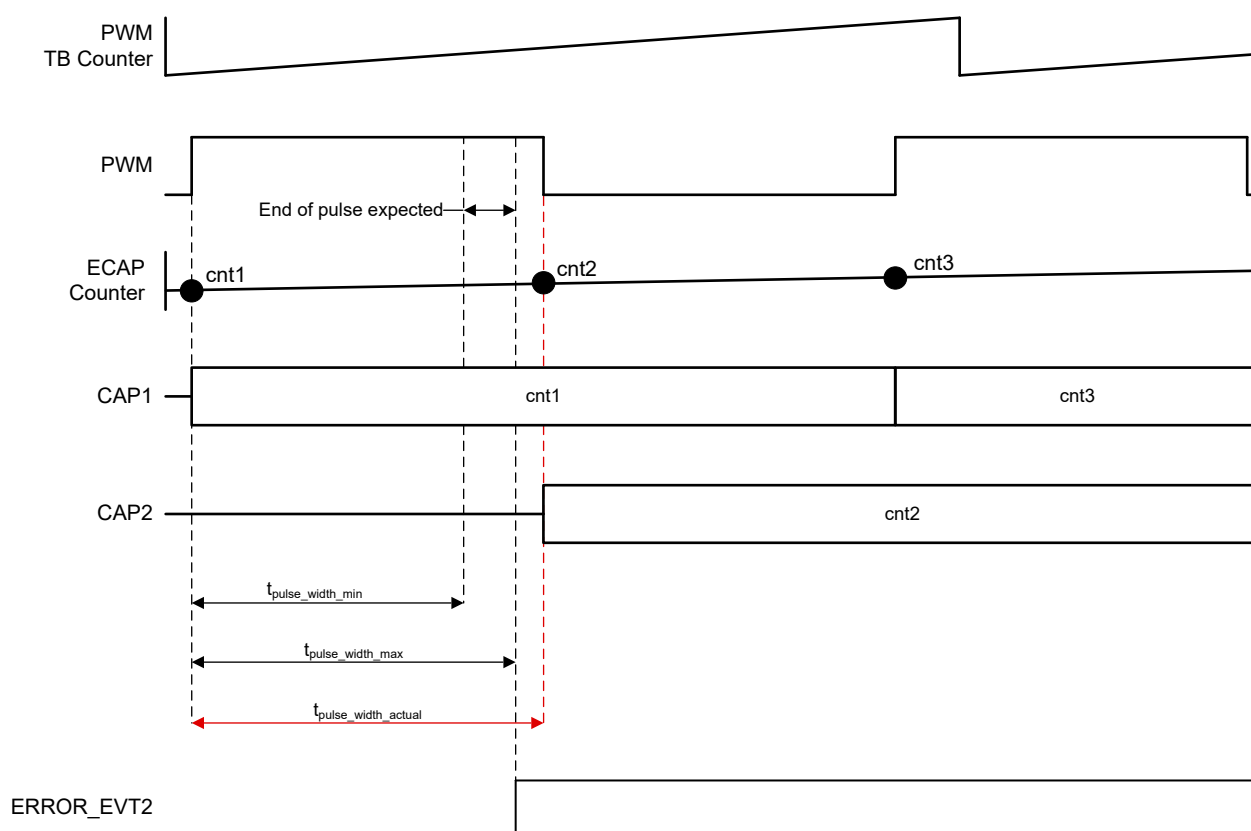 PWM
TB Counter
PWM
End of pulse expected
ECAP
Counter
cnt1
cnt2
cnt3
CAP1
cnt1
cnt3
CAP2
cnt2
tpulse_width_min
tpulse_width_max
tpulse_width_actual
ERROR_EVT2